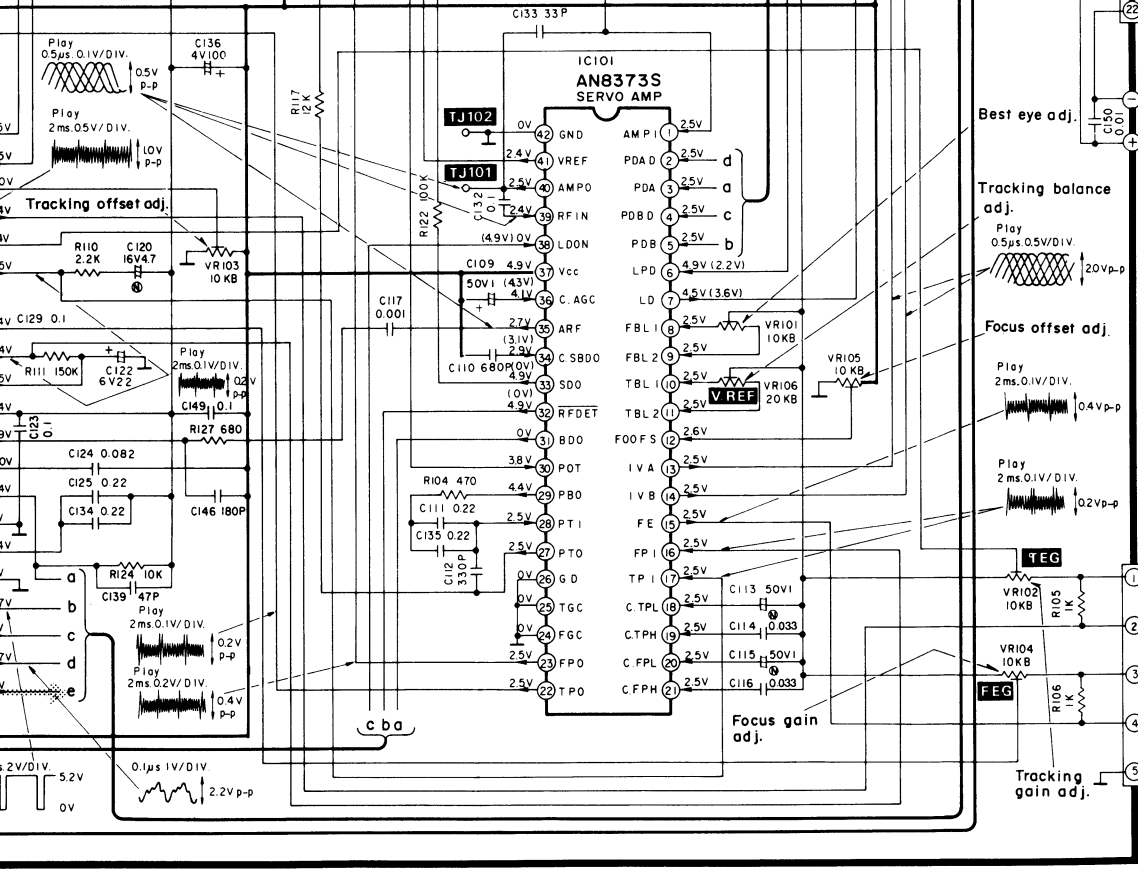 C133 33P
22
Play
0.5µs. 0.1V/DIV.
0.5V
p-p
C136
4V100
+
IC101
AN8373S
SERVO AMP
R117
12K
Play
2ms.0.5V/DIV.
1.0V
p-p
TJ102
TJ101
Best eye adj.
C150
0.01
Tracking balance
adj.
Play
0.5µs.0.5V/DIV.
2.0Vp-p
Tracking offset adj.
VR103
10KB
R110
2.2K
C120
16V4.7
N
R122 100K
C132
0.1
0V 42 GND
2.4V 41 VREF
2.5V 40 AMPO
2.4V 39 RFIN
(4.9V) 0V 38 LDON
4.9V 37 Vcc
(4.3V)
4.1V 36 C.AGC
2.7V 35 ARF
(3.1V)
2.9V 34 C.SBDO
(0V)
4.9V 33 SDO
(0V)
4.9V 32 RFDET
0V 31 BDO
3.8V 30 POT
4.4V 29 PBO
2.5V 28 PTI
2.5V 27 PTO
0V 26 GD
25 TGC
0V 24 FGC
2.5V 23 FPO
2.5V 22 TPO
AMPI 1 2.5V
PDAD 2 2.5V d
PDA 3 2.5V a
PDBD 4 2.5V c
PDB 5 2.5V b
LPD 6 4.9V (2.2V)
LD 7 4.5V (3.6V)
FBL1 8 2.5V
FBL2 9 2.5V
TBL1 10 2.5V
TBL2 11 2.5V
FOOFS 12 2.6V
IVA 13 2.5V
IVB 14 2.5V
FE 15 2.5V
FPI 16 2.5V
TPI 17 2.5V
C.TPL 18 2.5V
C.TPH 19 2.5V
C.FPL 20 2.5V
C.FPH 21 2.5V
C109
50V1
+
C117
0.001
C110 680P
VR101
10KB
VR106
20KB
V.REF
VR105
10KB
Focus offset adj.
Play
2ms.0.1V/DIV.
0.4Vp-p
Play
2ms.0.1V/DIV.
0.2Vp-p
C129 0.1
R111 150K
+
C122
6V22
Play
2ms.0.1V/DIV.
0.2V
p-p
C149 0.1
R127 680
C123
0.1
C124 0.082
C125 0.22
C134 0.22
C146 180P
R104 470
C111 0.22
C135 0.22
C112
330P
R124 10K
C139 47P
a
b
c
d
e
Play
2ms.0.1V/DIV.
0.2V
p-p
Play
2ms.0.2V/DIV.
0.4V
p-p
C113 50V1
C114 0.033
C115 50V1
N
C116 0.033
TEG
VR102
10KB
R105
1K
VR104
10KB
FEG
R106
1K
1
2
3
4
5
c b a
Focus gain
adj.
Tracking
gain adj.
2V/DIV.
5.2V
0V
0.1µs 1V/DIV.
2.2Vp-p